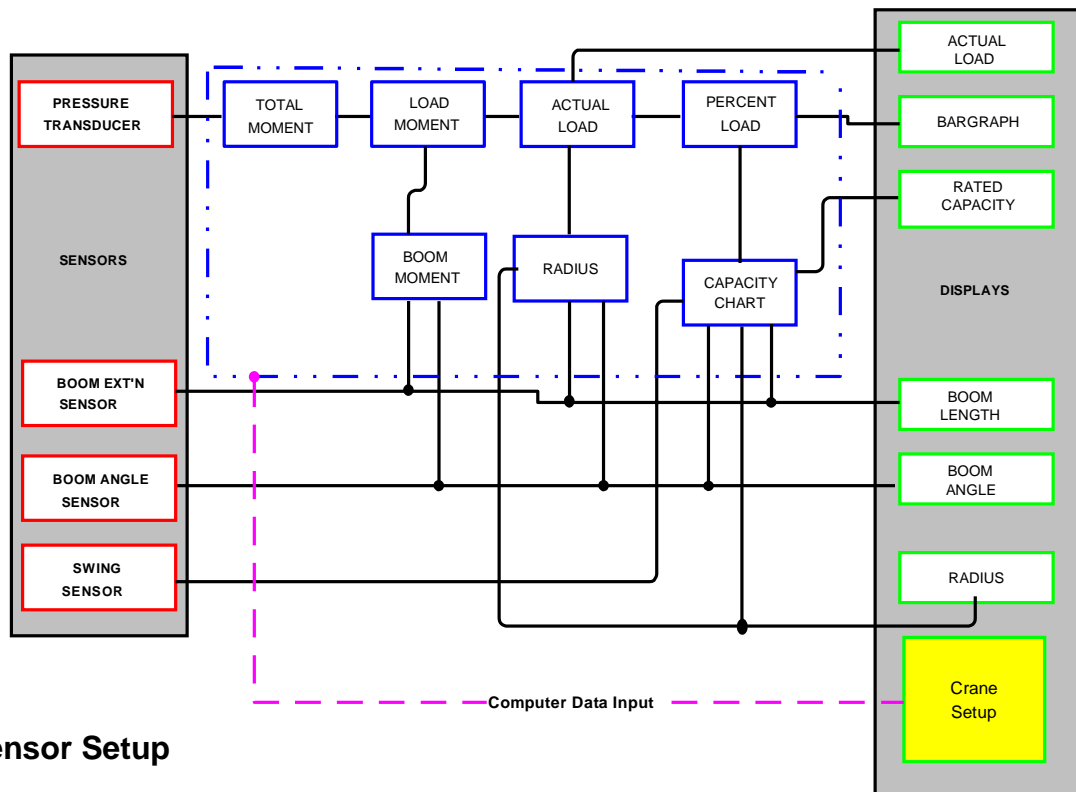 ACTUAL
LOAD
PRESSURE
TRANSDUCER
TOTAL
MOMENT
LOAD
MOMENT
ACTUAL
LOAD
PERCENT
LOAD
BARGRAPH
RATED
CAPACITY
SENSORS
BOOM
MOMENT
RADIUS
CAPACITY
CHART
DISPLAYS
BOOM EXT'N
SENSOR
BOOM
LENGTH
BOOM ANGLE
SENSOR
BOOM
ANGLE
SWING
SENSOR
RADIUS
Computer Data Input
Crane
Setup
Setup